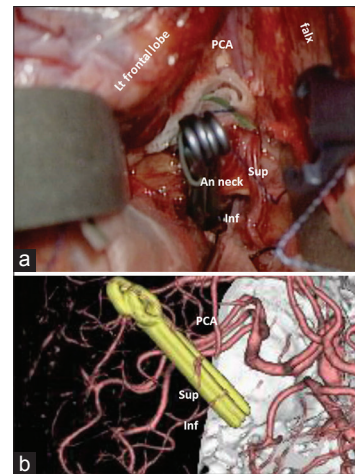 Lt frontal lobe
PCA
falx
Sup
An neck
Inf
a
PCA
Sup
Inf
b